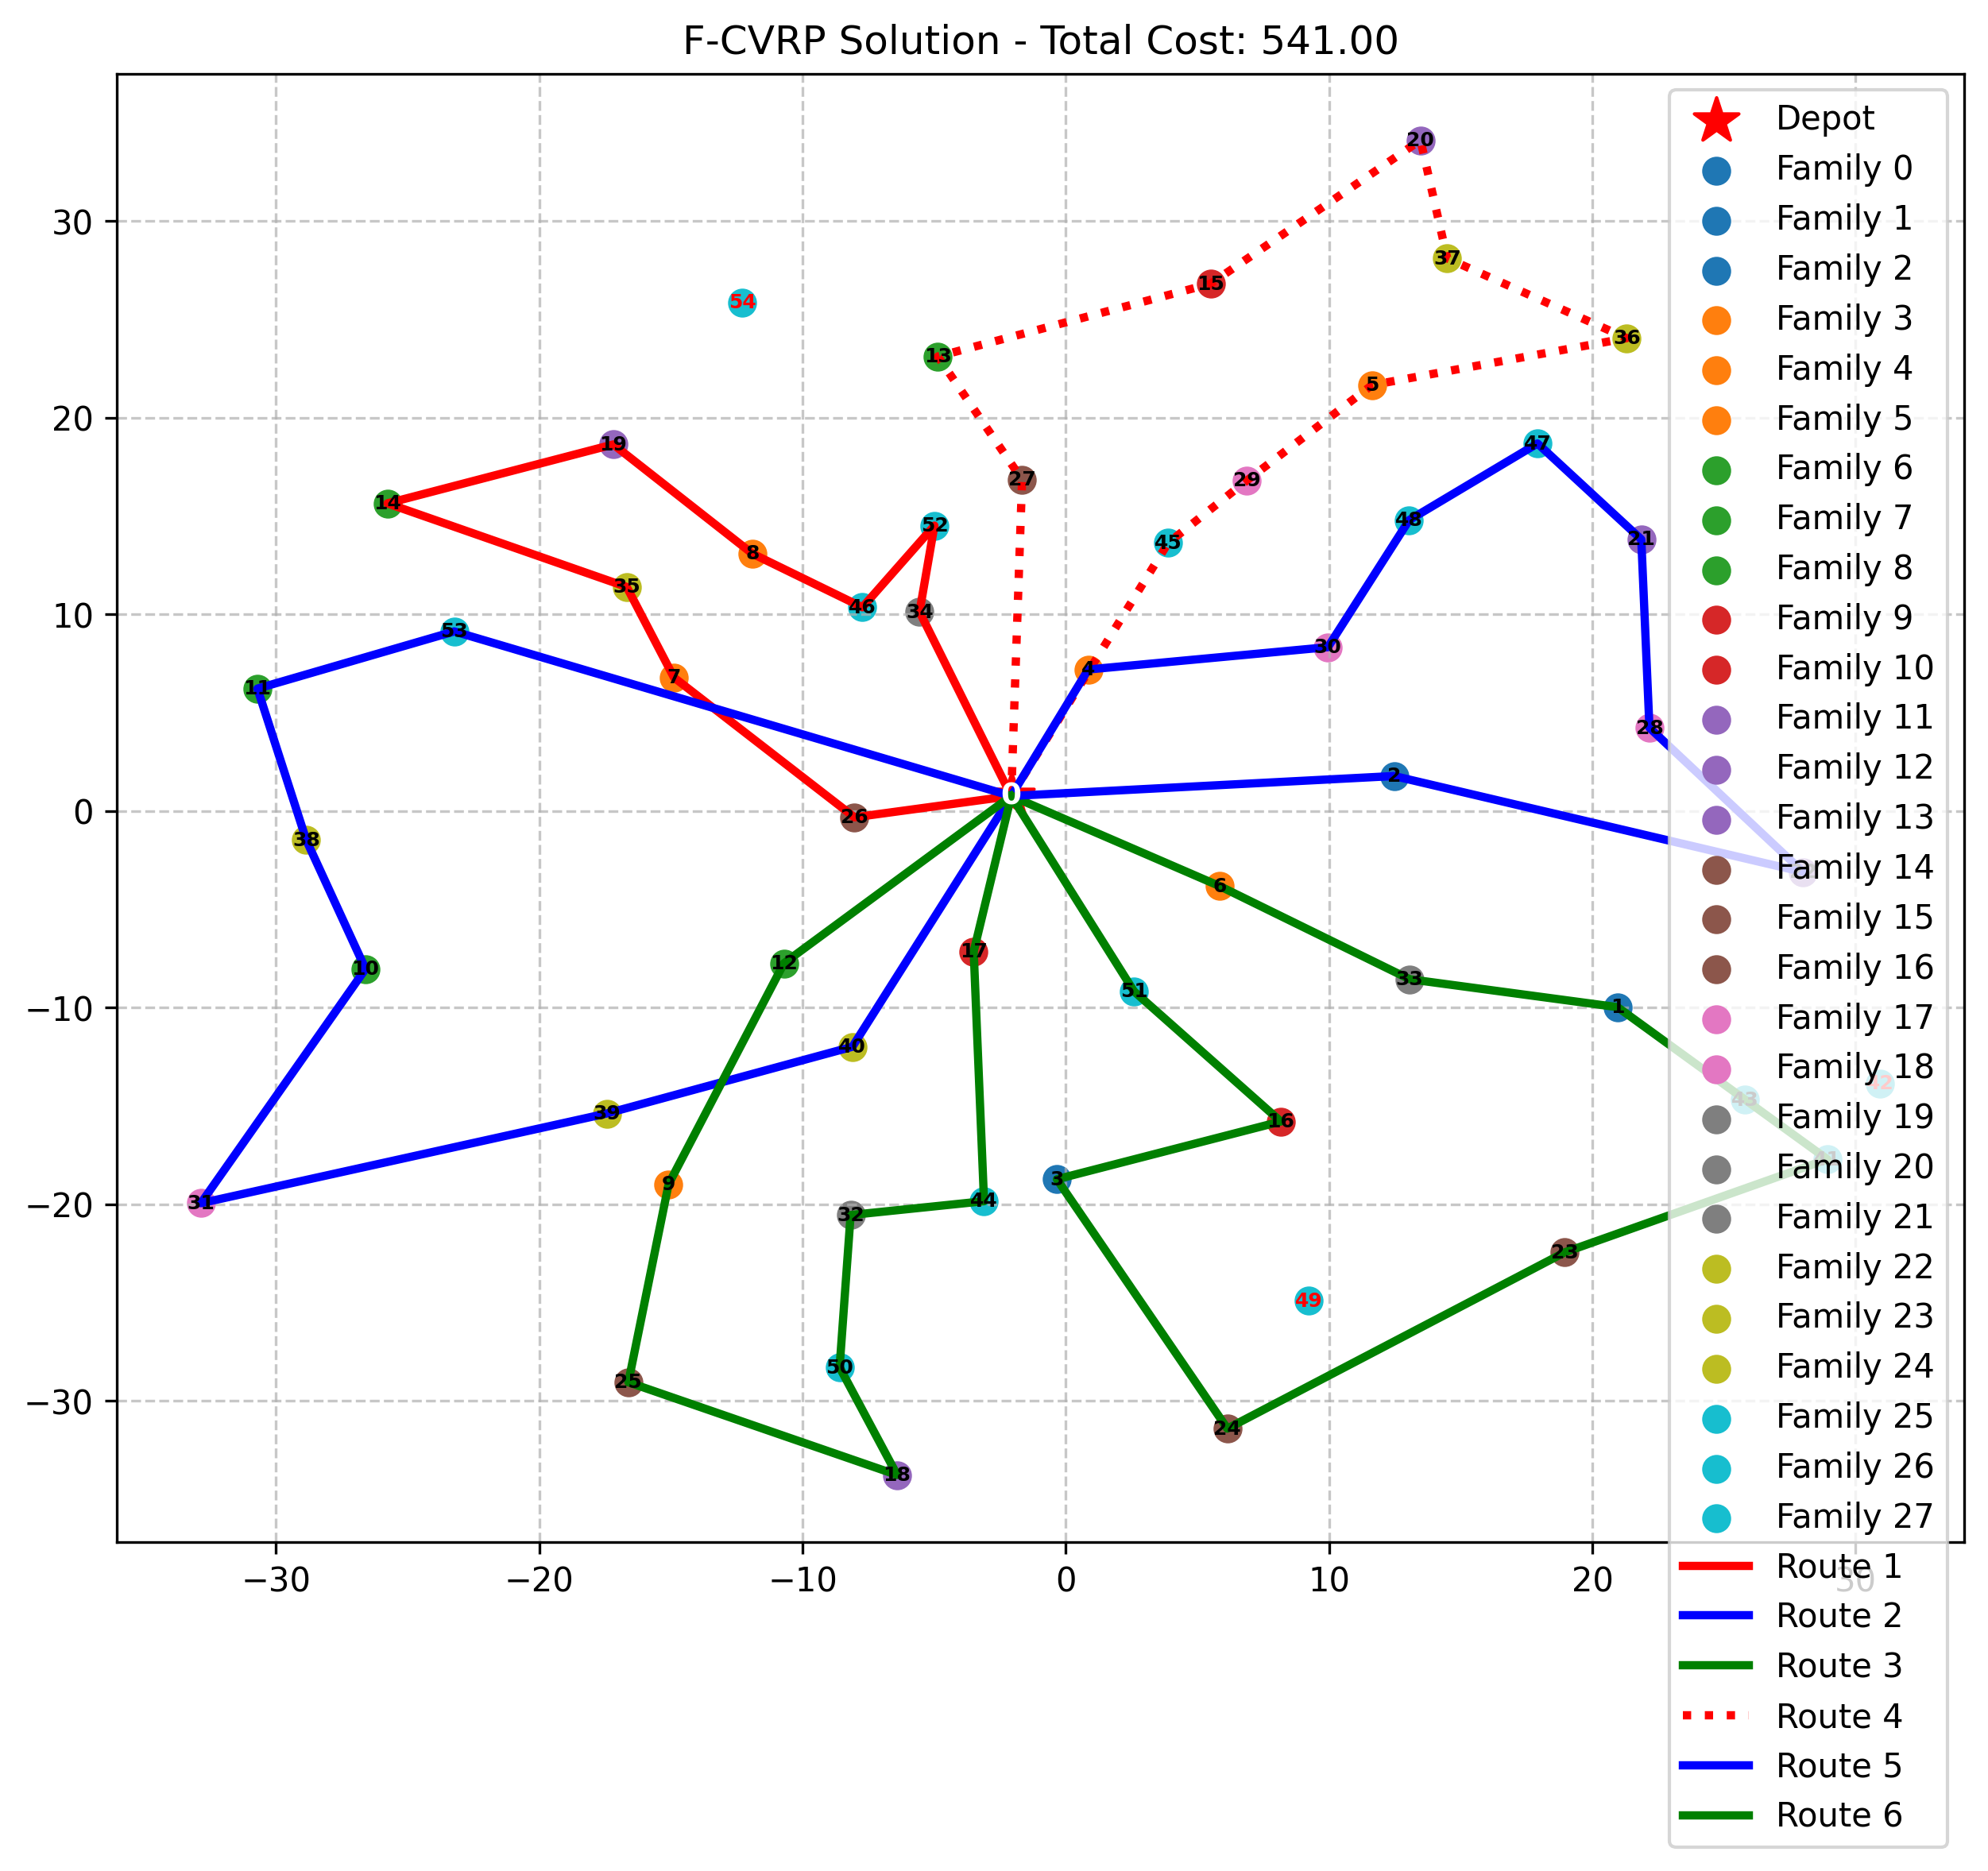 F-CVRP Solution - Total Cost: 541.00
Depot
Family 0
Family 1
Family 2
Family 3
Family 4
Family 5
Family 6
Family 7
Family 8
Family 9
Family 10
Family 11
Family 12
Family 13
Family 14
Family 15
Family 16
Family 17
Family 18
Family 19
Family 20
Family 21
Family 22
Family 23
Family 24
Family 25
Family 26
Family 27
Route 1
Route 2
Route 3
Route 4
Route 5
Route 6
30
20
10
0
−10
−20
−30
−30
−20
−10
0
10
20
30
20
37
15
54
36
13
5
19
47
27
29
14
52
48
45
21
8
35
46
34
53
30
7
4
11
28
2
0
26
38
6
12
17
10
33
51
1
40
42
43
39
16
41
3
9
31
44
32
23
49
50
25
24
18